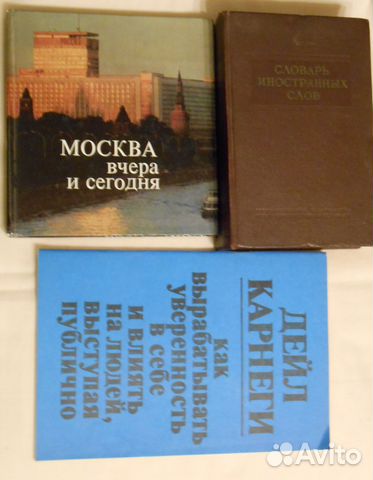 МОСКВА
вчера
и сегодня
СЛОВАРЬ
ИНОСТРАННЫХ
СЛОВ
ДЕЙЛ
КАРНЕГИ
как
вырабатывать
уверенность
в себе
и влиять
на людей,
выступая
публично
Avito